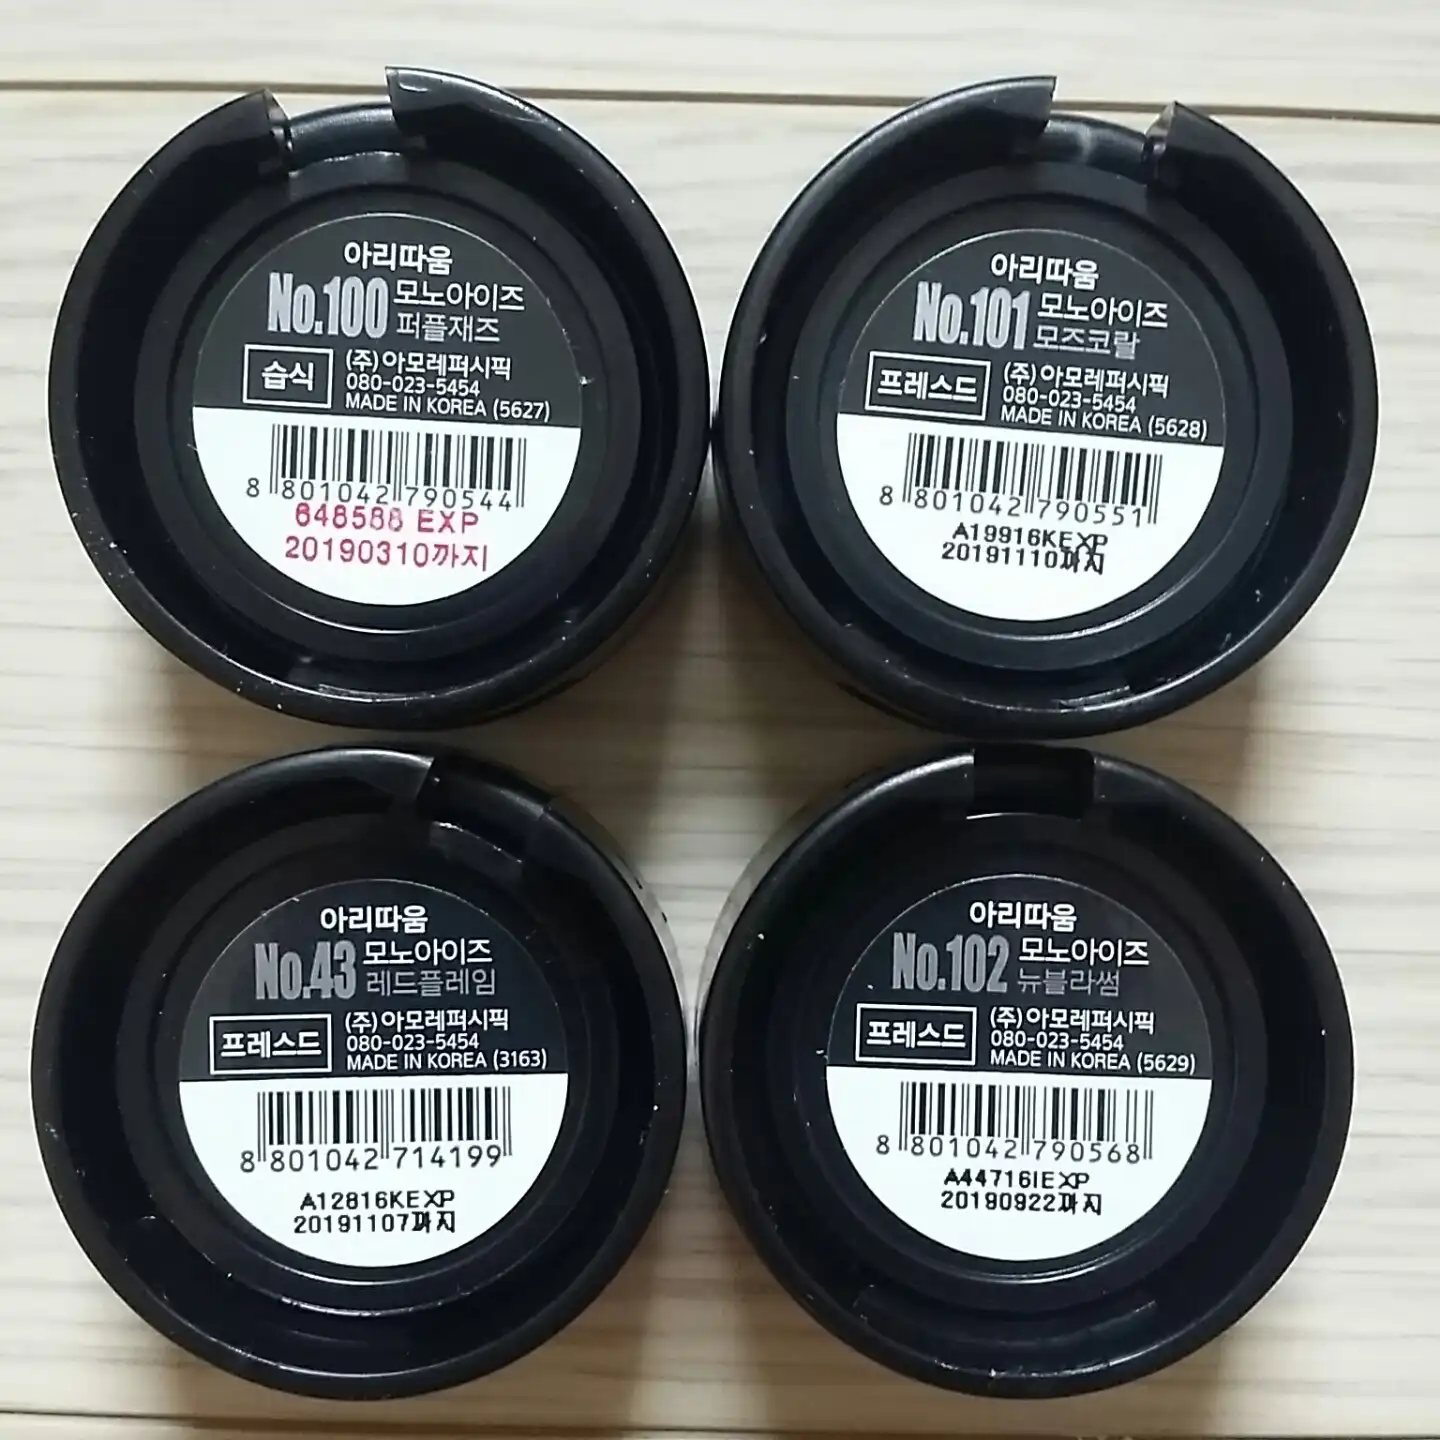 아리따움
No.100 모노아이즈
퍼플재즈
습식 (주)아모레퍼시픽
080-023-5454
MADE IN KOREA (5627)
8 801042 790544
648588 EXP
20190310까지
아리따움
No.101 모노아이즈
모즈코랄
프레스드 (주)아모레퍼시픽
080-023-5454
MADE IN KOREA (5628)
8 801042 790551
A19916KEXP
20191110까지
아리따움
No.43 모노아이즈
레드플레임
프레스드 (주)아모레퍼시픽
080-023-5454
MADE IN KOREA (3163)
8 801042 714199
A12816KEXP
20191107까지
아리따움
No.102 모노아이즈
뉴블라썸
프레스드 (주)아모레퍼시픽
080-023-5454
MADE IN KOREA (5629)
8 801042 790568
A44716IEXP
20190922까지